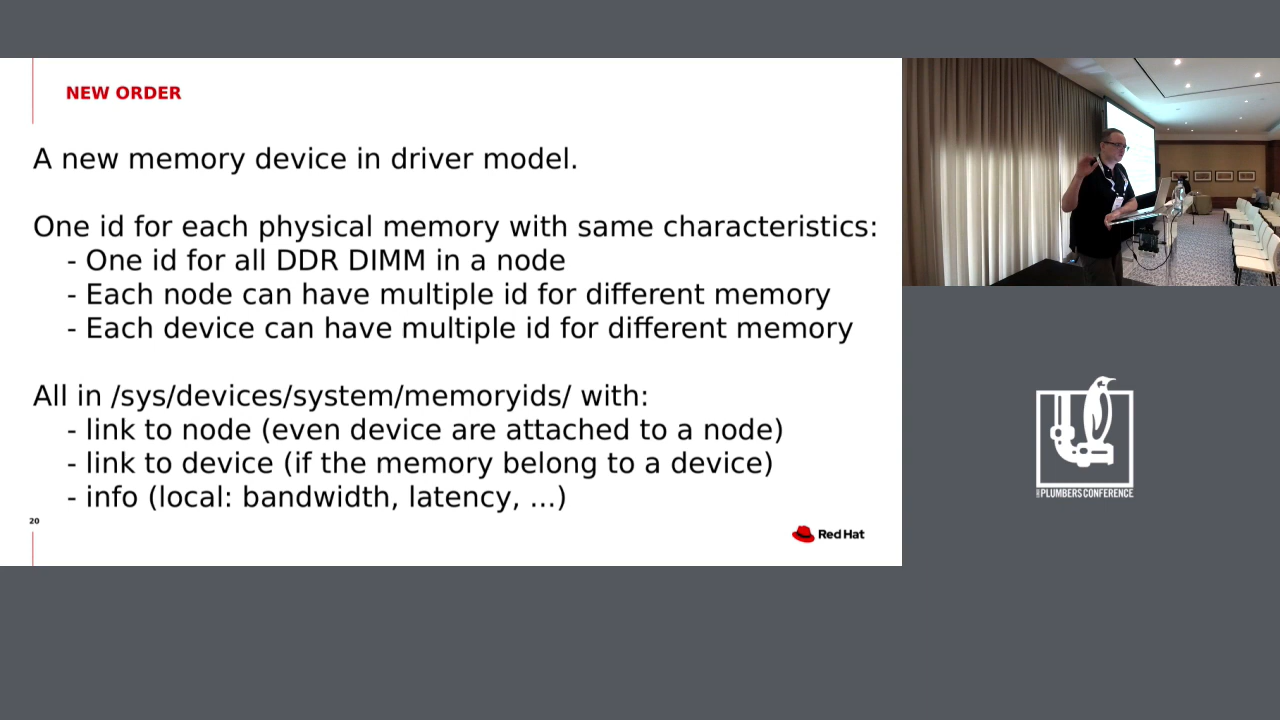 NEW ORDER
A new memory device in driver model.
One id for each physical memory with same characteristics:
- One id for all DDR DIMM in a node
- Each node can have multiple id for different memory
- Each device can have multiple id for different memory
All in /sys/devices/system/memoryids/ with:
- link to node (even device are attached to a node)
- link to device (if the memory belong to a device)
- info (local: bandwidth, latency, ...)
20
Red Hat
PLUMBERS CONFERENCE